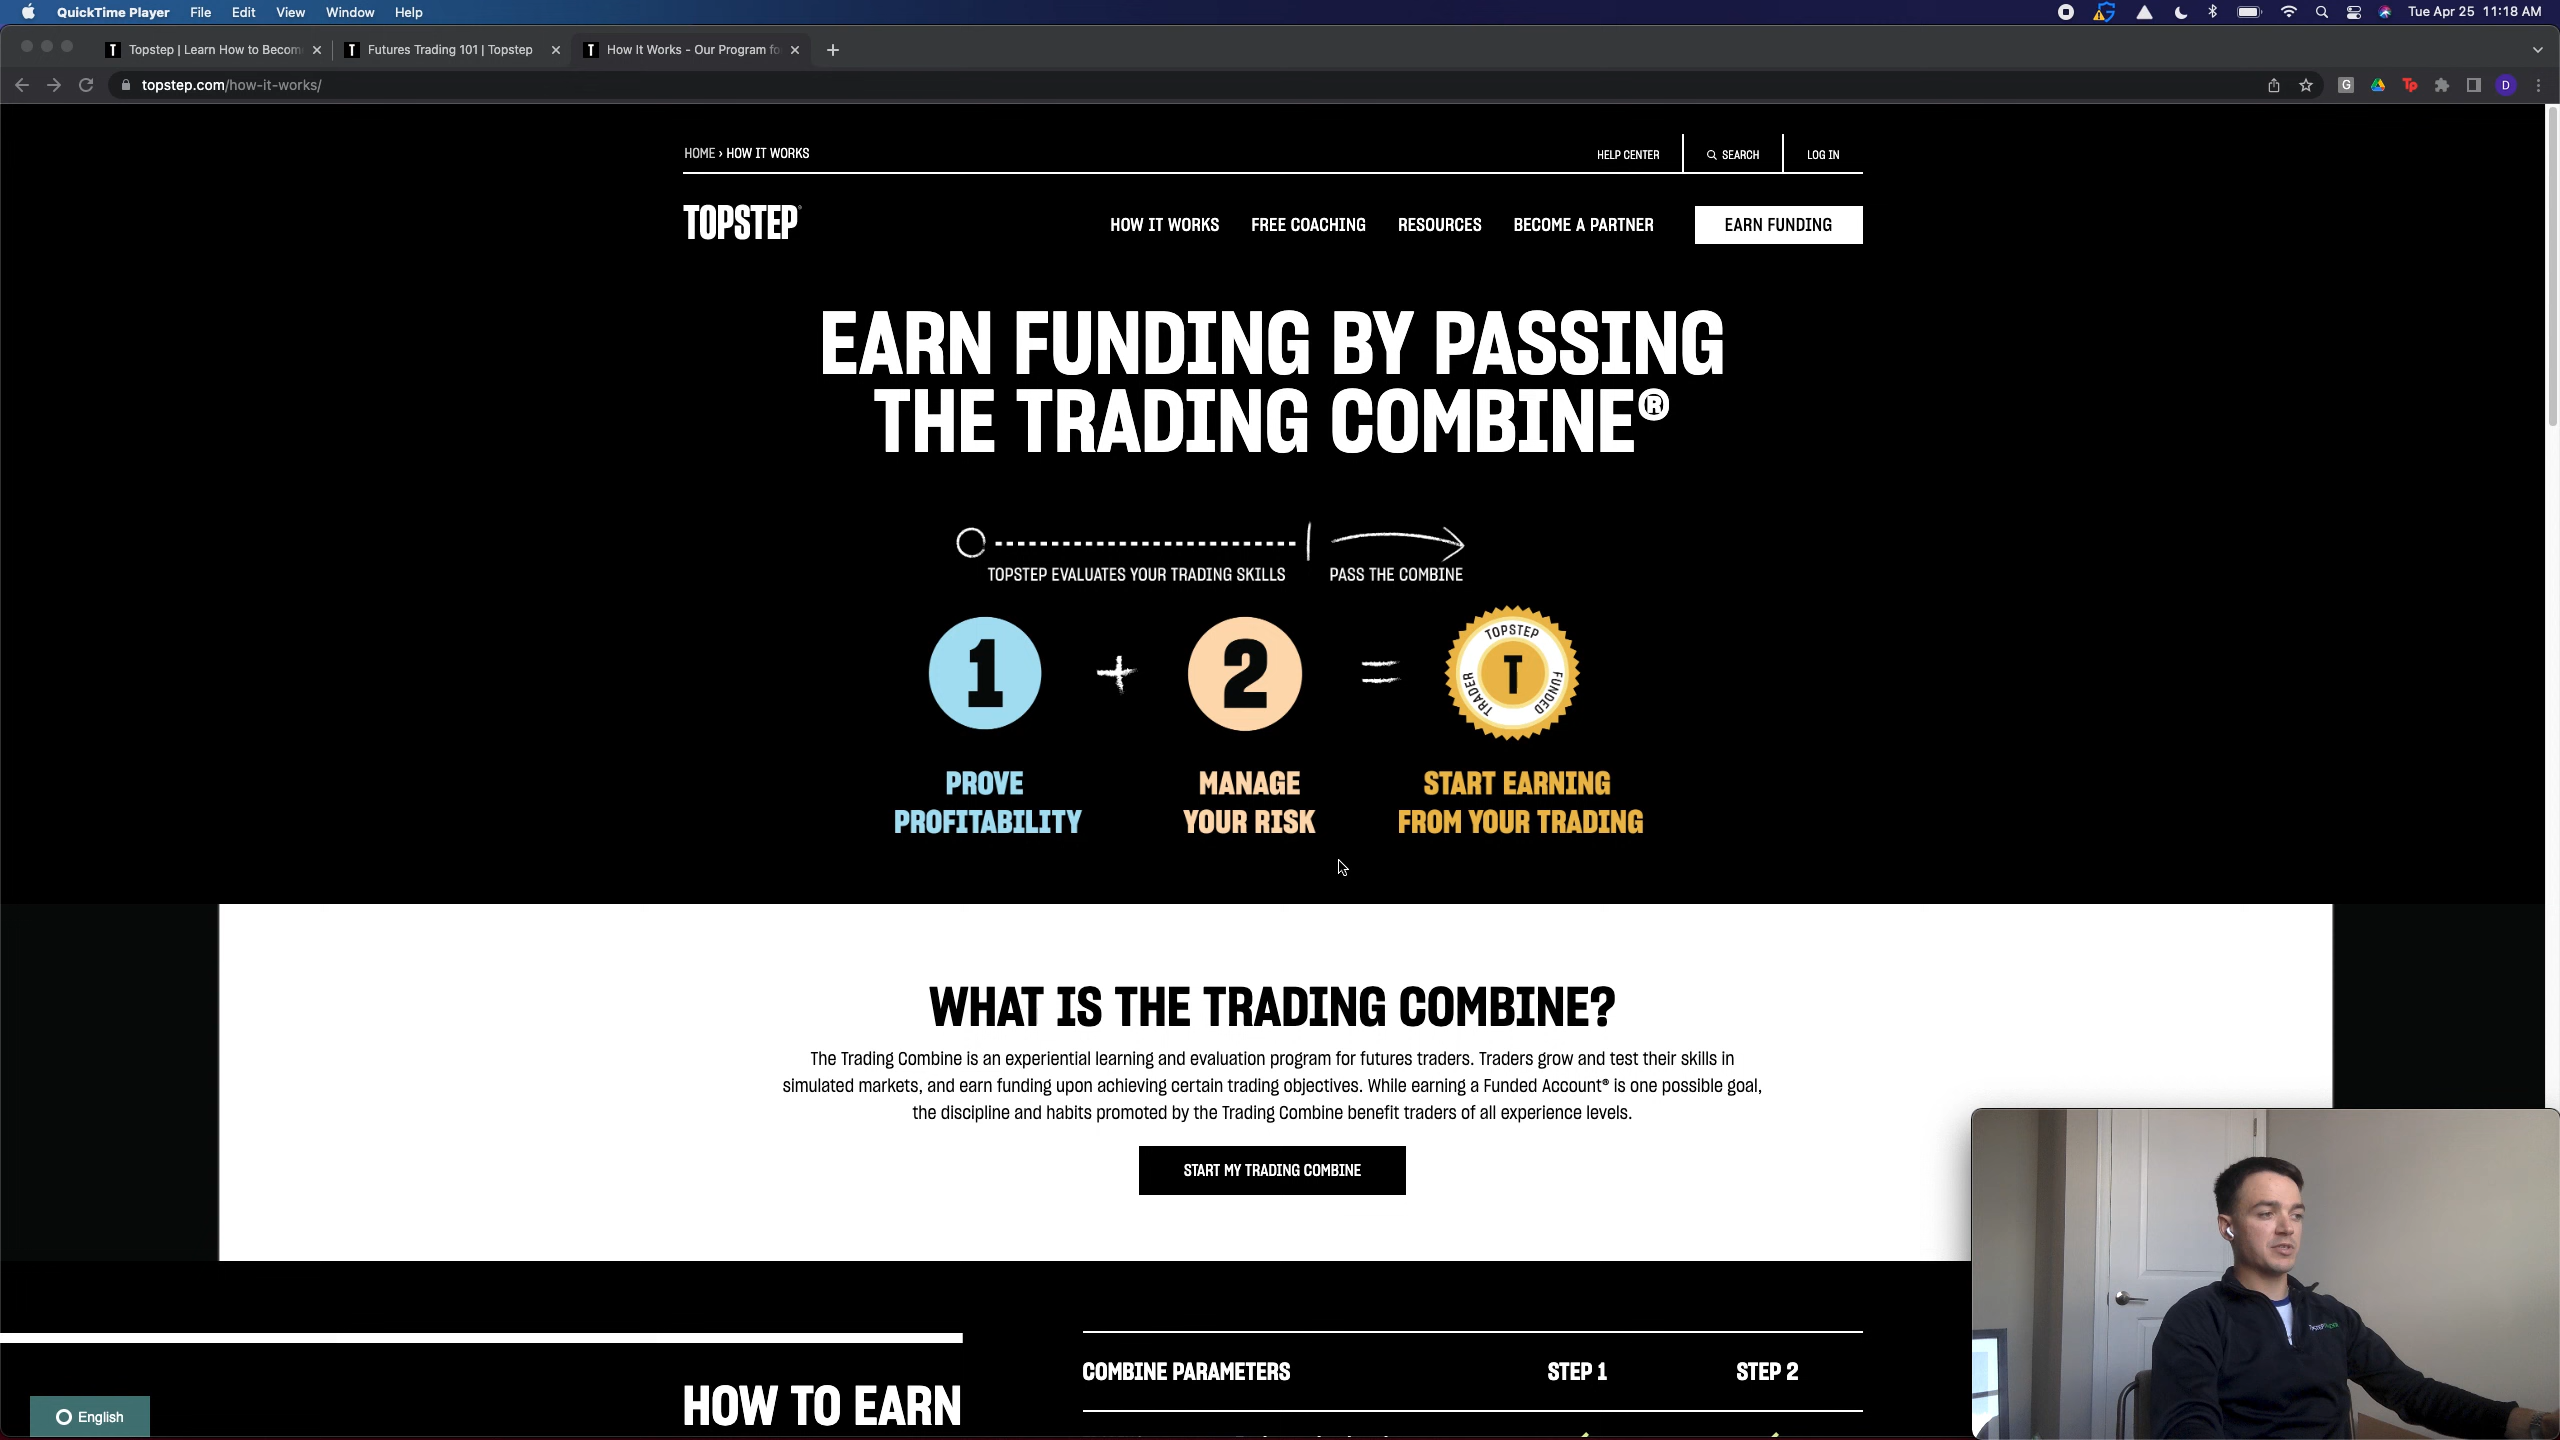 QuickTime Player File Edit View Window Help
Tue Apr 25 11:18 AM
Topstep | Learn How to Becom
Futures Trading 101 | Topstep
How It Works - Our Program fo
topstep.com/how-it-works/
G
Tp
D
HOME › HOW IT WORKS
HELP CENTER
SEARCH
LOG IN
TOPSTEP®
HOW IT WORKS
FREE COACHING
RESOURCES
BECOME A PARTNER
EARN FUNDING
EARN FUNDING BY PASSING
THE TRADING COMBINE®
TOPSTEP EVALUATES YOUR TRADING SKILLS
PASS THE COMBINE
1
+
2
=
TOPSTEP
T
FUNDED
TRADER
PROVE
PROFITABILITY
MANAGE
YOUR RISK
START EARNING
FROM YOUR TRADING
WHAT IS THE TRADING COMBINE?
The Trading Combine is an experiential learning and evaluation program for futures traders. Traders grow and test their skills in
simulated markets, and earn funding upon achieving certain trading objectives. While earning a Funded Account® is one possible goal,
the discipline and habits promoted by the Trading Combine benefit traders of all experience levels.
START MY TRADING COMBINE
COMBINE PARAMETERS
STEP 1
STEP 2
HOW TO EARN
English